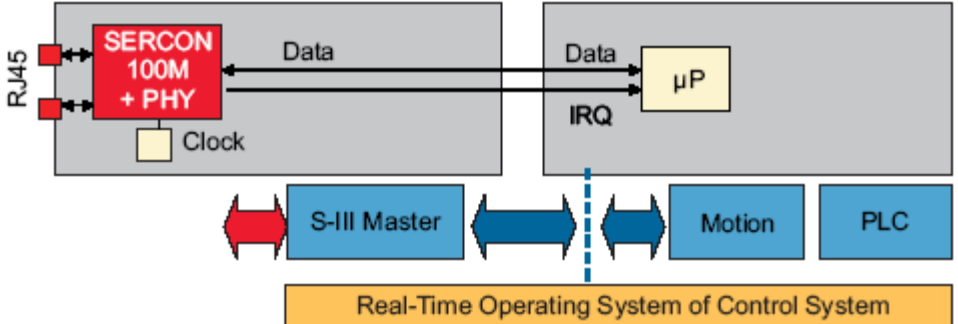 RJ45
SERCON
100M
+ PHY
Clock
Data
Data
IRQ
µP
S-III Master
Motion
PLC
Real-Time Operating System of Control System